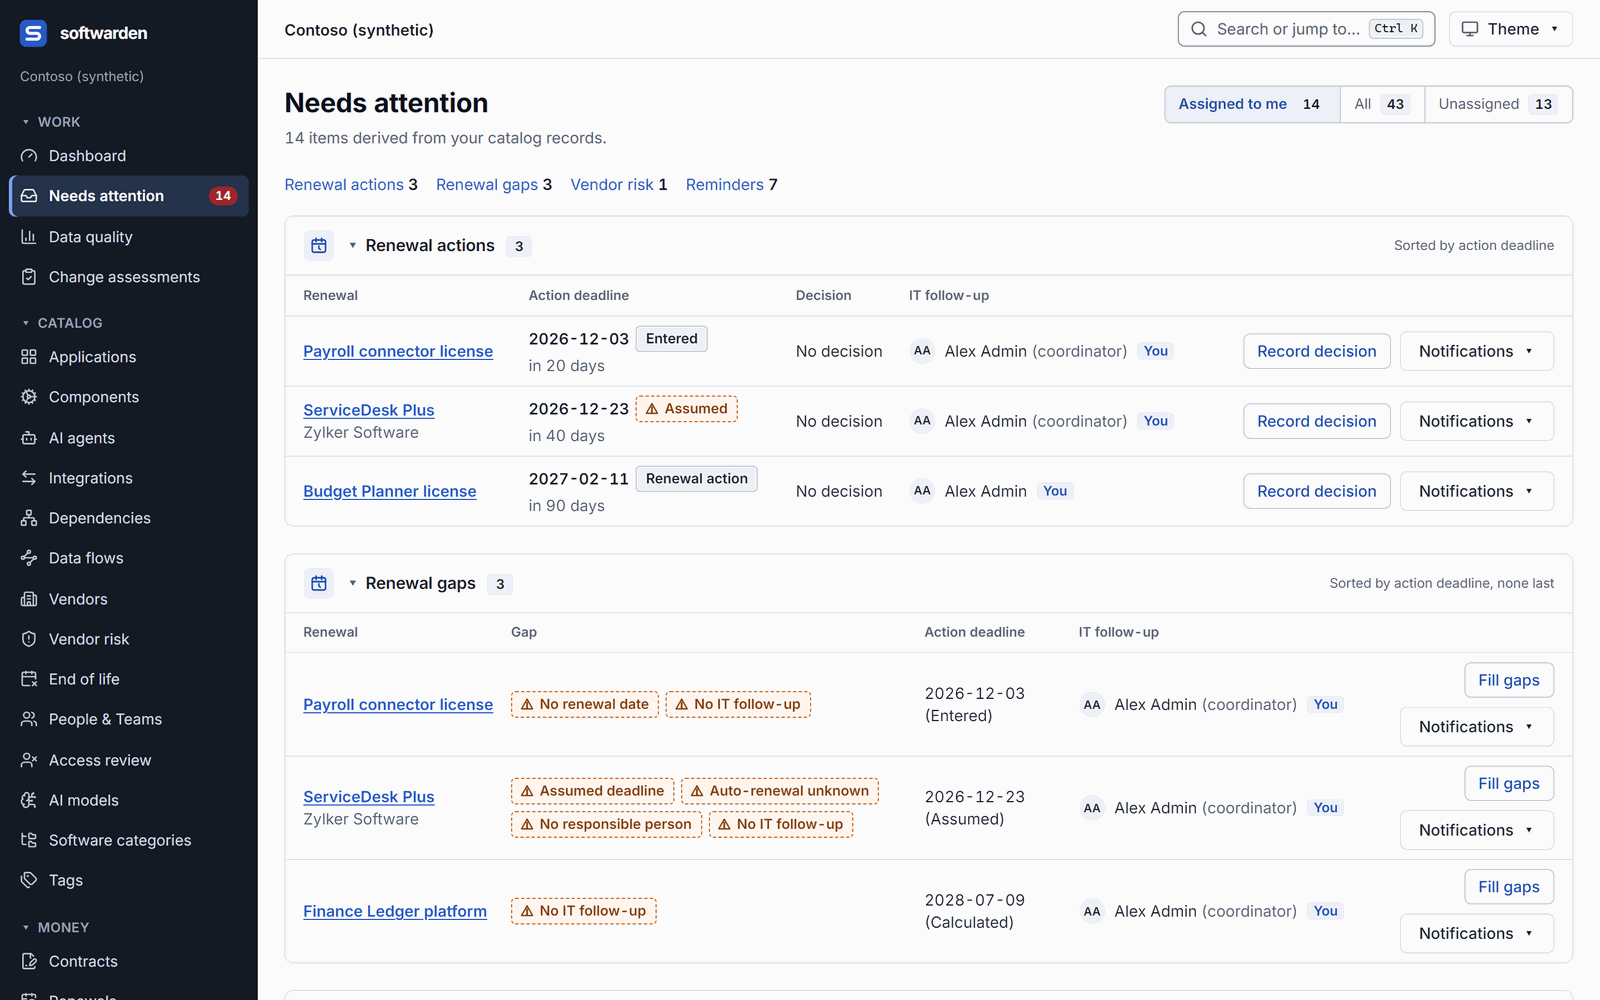 softwarden
Contoso (synthetic)
WORK
Dashboard
Needs attention 14
Data quality
Change assessments
CATALOG
Applications
Components
AI agents
Integrations
Dependencies
Data flows
Vendors
Vendor risk
End of life
People & Teams
Access review
AI models
Software categories
Tags
MONEY
Contracts
Contoso (synthetic)
Search or jump to... Ctrl K
Theme
Needs attention
14 items derived from your catalog records.
Assigned to me 14 All 43 Unassigned 13
Renewal actions 3 Renewal gaps 3 Vendor risk 1 Reminders 7
Renewal actions 3 Sorted by action deadline
Renewal Action deadline Decision IT follow-up
Payroll connector license 2026-12-03 Entered No decision AA Alex Admin (coordinator) You Record decision Notifications
in 20 days
ServiceDesk Plus 2026-12-23 Assumed No decision AA Alex Admin (coordinator) You Record decision Notifications
Zylker Software in 40 days
Budget Planner license 2027-02-11 Renewal action No decision AA Alex Admin You Record decision Notifications
in 90 days
Renewal gaps 3 Sorted by action deadline, none last
Renewal Gap Action deadline IT follow-up
Payroll connector license No renewal date No IT follow-up 2026-12-03 AA Alex Admin (coordinator) You Fill gaps
(Entered) Notifications
ServiceDesk Plus Assumed deadline Auto-renewal unknown 2026-12-23 AA Alex Admin (coordinator) You Fill gaps
Zylker Software No responsible person No IT follow-up (Assumed) Notifications
Finance Ledger platform No IT follow-up 2028-07-09 AA Alex Admin (coordinator) You Fill gaps
(Calculated) Notifications